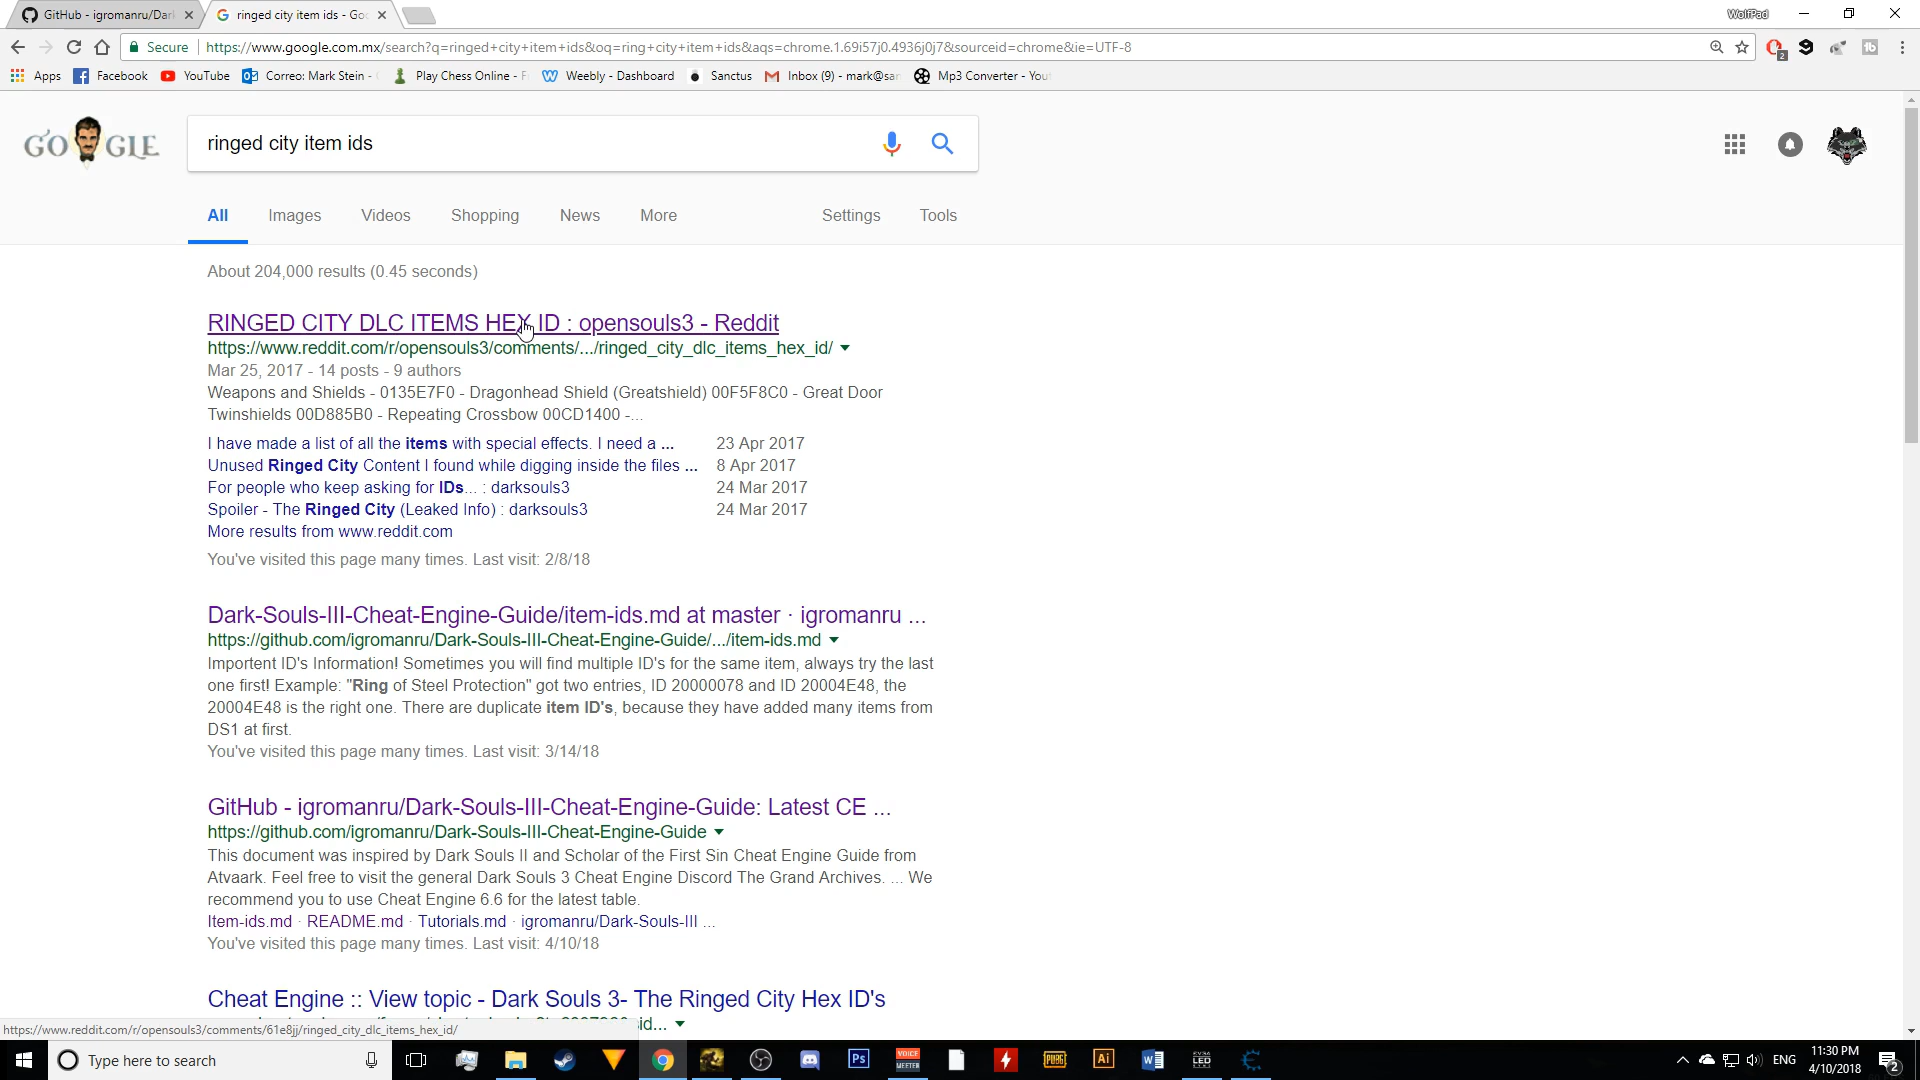 GitHub - igromanru/Dar
ringed city item ids - Goo
WolfPad
Secure
https://www.google.com.mx/search?q=ringed+city+item+ids&oq=ring+city+item+ids&aqs=chrome.1.69i57j0.4936j0j7&sourceid=chrome&ie=UTF-8
2
Apps
Facebook
YouTube
Correo: Mark Stein -
Play Chess Online - F
Weebly - Dashboard
Sanctus
Inbox (9) - mark@sa
Mp3 Converter - You
GOOGLE
ringed city item ids
All
Images
Videos
Shopping
News
More
Settings
Tools
About 204,000 results (0.45 seconds)
RINGED CITY DLC ITEMS HEX ID : opensouls3 - Reddit
https://www.reddit.com/r/opensouls3/comments/.../ringed_city_dlc_items_hex_id/
Mar 25, 2017 - 14 posts - 9 authors
Weapons and Shields - 0135E7F0 - Dragonhead Shield (Greatshield) 00F5F8C0 - Great Door
Twinshields 00D885B0 - Repeating Crossbow 00CD1400 -...
I have made a list of all the items with special effects. I need a ... 23 Apr 2017
Unused Ringed City Content I found while digging inside the files ... 8 Apr 2017
For people who keep asking for IDs... : darksouls3 24 Mar 2017
Spoiler - The Ringed City (Leaked Info) : darksouls3 24 Mar 2017
More results from www.reddit.com
You've visited this page many times. Last visit: 2/8/18
Dark-Souls-III-Cheat-Engine-Guide/item-ids.md at master · igromanru ...
https://github.com/igromanru/Dark-Souls-III-Cheat-Engine-Guide/.../item-ids.md
Importent ID's Information! Sometimes you will find multiple ID's for the same item, always try the last
one first! Example: "Ring of Steel Protection" got two entries, ID 20000078 and ID 20004E48, the
20004E48 is the right one. There are duplicate item ID's, because they have added many items from
DS1 at first.
You've visited this page many times. Last visit: 3/14/18
GitHub - igromanru/Dark-Souls-III-Cheat-Engine-Guide: Latest CE ...
https://github.com/igromanru/Dark-Souls-III-Cheat-Engine-Guide
This document was inspired by Dark Souls II and Scholar of the First Sin Cheat Engine Guide from
Atvaark. Feel free to visit the general Dark Souls 3 Cheat Engine Discord The Grand Archives. ... We
recommend you to use Cheat Engine 6.6 for the latest table.
Item-ids.md · README.md · Tutorials.md · igromanru/Dark-Souls-III ...
You've visited this page many times. Last visit: 4/10/18
Cheat Engine :: View topic - Dark Souls 3- The Ringed City Hex ID's
https://www.reddit.com/r/opensouls3/comments/61e8jj/ringed_city_dlc_items_hex_id/
Type here to search
Ps
VOICE MEETER
PUBG
Ai
EVGA LED
ENG
11:30 PM
4/10/2018
2